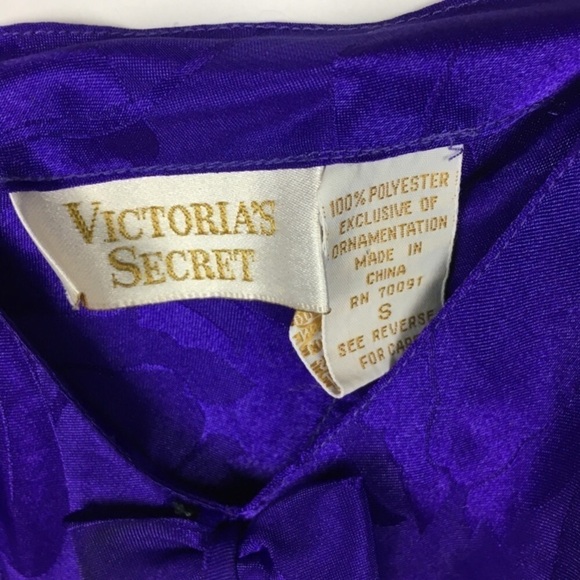 VICTORIA'S
SECRET
100% POLYESTER
EXCLUSIVE OF
ORNAMENTATION
MADE IN
CHINA
RN 70091
S
SEE REVERSE
FOR CARE